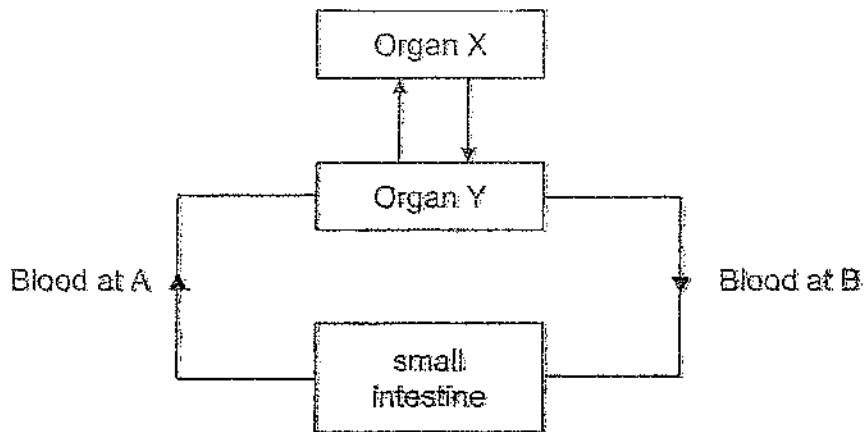 Organ X
Organ Y
Blood at A
Blood at B
small
intestine